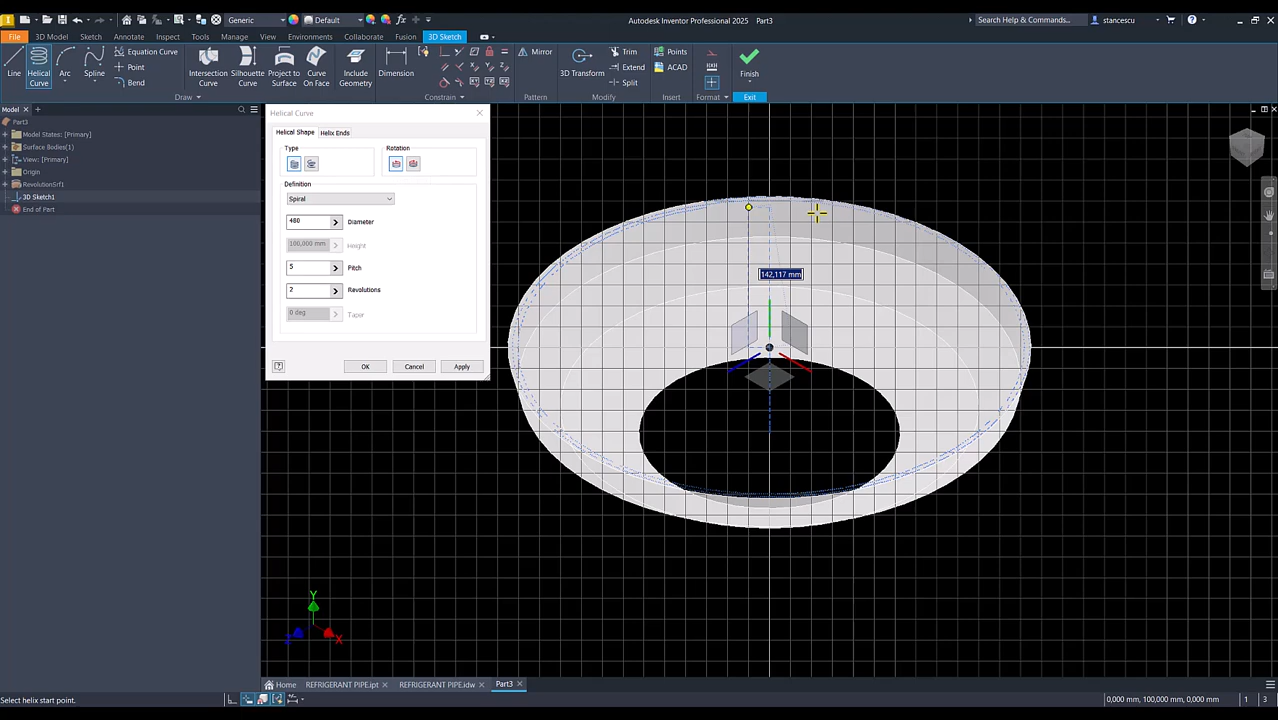 Generic
Default
Autodesk Inventor Professional 2025 Part3
Search Help & Commands...
stancescu
File
3D Model
Sketch
Annotate
Inspect
Tools
Manage
View
Environments
Collaborate
Fusion
3D Sketch
Line
Helical Curve
Arc
Spline
Equation Curve
Point
Bend
Intersection Curve
Silhouette Curve
Project to Surface
Curve On Face
Include Geometry
Dimension
Mirror
3D Transform
Trim
Extend
Split
Points
ACAD
Finish
Draw
Constrain
Pattern
Modify
Insert
Format
Exit
Model
Part3
Model States: [Primary]
Surface Bodies(1)
View: [Primary]
Origin
RevolutionSrf1
3D Sketch1
End of Part
Helical Curve
Helical Shape
Helix Ends
Type
Rotation
Definition
Spiral
480
Diameter
100,000 mm
Height
5
Pitch
2
Revolutions
0 deg
Taper
OK
Cancel
Apply
142,117 mm
Y
X
Home
REFRIGERANT PIPE.ipt
REFRIGERANT PIPE.idw
Part3
Select helix start point.
0,000 mm, 100,000 mm, 0,000 mm
1
3